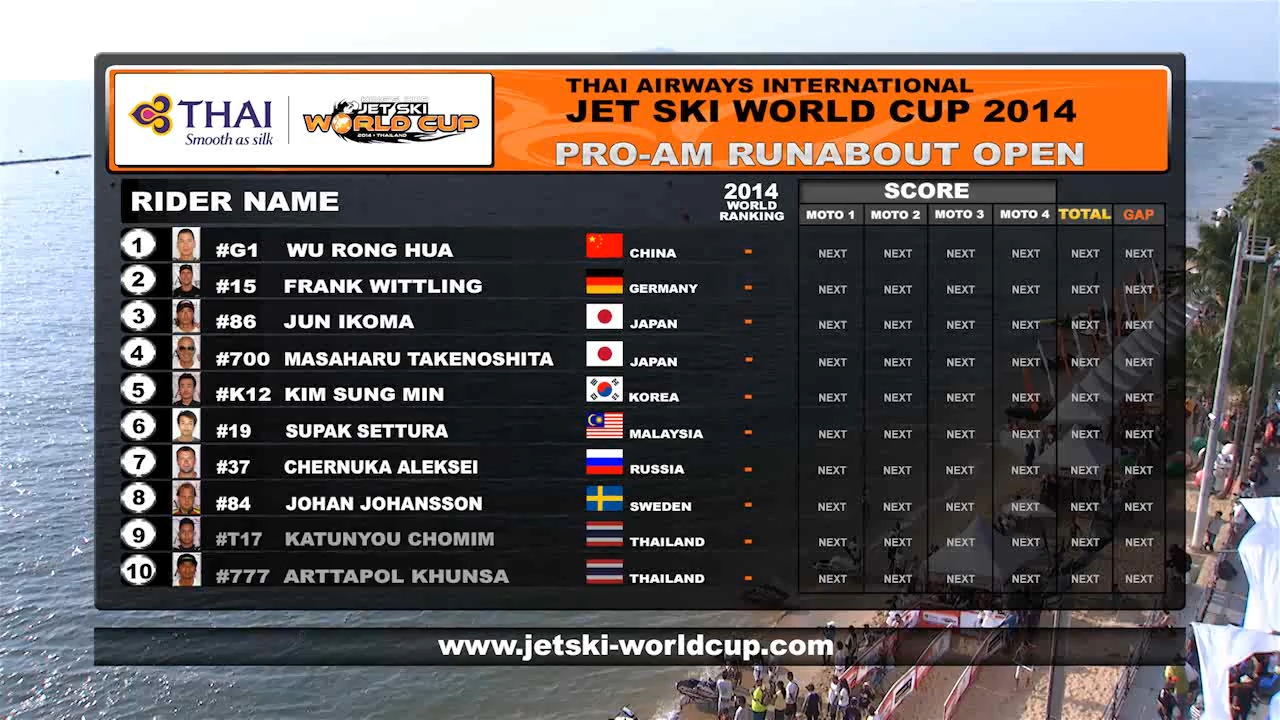 THAI
Smooth as silk
JET SKI
WORLD CUP
2014 • THAILAND
THAI AIRWAYS INTERNATIONAL
JET SKI WORLD CUP 2014
PRO-AM RUNABOUT OPEN
RIDER NAME 2014 WORLD RANKING SCORE
MOTO 1 MOTO 2 MOTO 3 MOTO 4 TOTAL GAP
1 #G1 WU RONG HUA CHINA - NEXT NEXT NEXT NEXT NEXT NEXT
2 #15 FRANK WITTLING GERMANY - NEXT NEXT NEXT NEXT NEXT NEXT
3 #86 JUN IKOMA JAPAN - NEXT NEXT NEXT NEXT NEXT NEXT
4 #700 MASAHARU TAKENOSHITA JAPAN - NEXT NEXT NEXT NEXT NEXT NEXT
5 #K12 KIM SUNG MIN KOREA - NEXT NEXT NEXT NEXT NEXT NEXT
6 #19 SUPAK SETTURA MALAYSIA - NEXT NEXT NEXT NEXT NEXT NEXT
7 #37 CHERNUKA ALEKSEI RUSSIA - NEXT NEXT NEXT NEXT NEXT NEXT
8 #84 JOHAN JOHANSSON SWEDEN - NEXT NEXT NEXT NEXT NEXT NEXT
9 #T17 KATUNYOU CHOMIM THAILAND - NEXT NEXT NEXT NEXT NEXT NEXT
10 #777 ARTTAPOL KHUNSA THAILAND - NEXT NEXT NEXT NEXT NEXT NEXT
www.jetski-worldcup.com